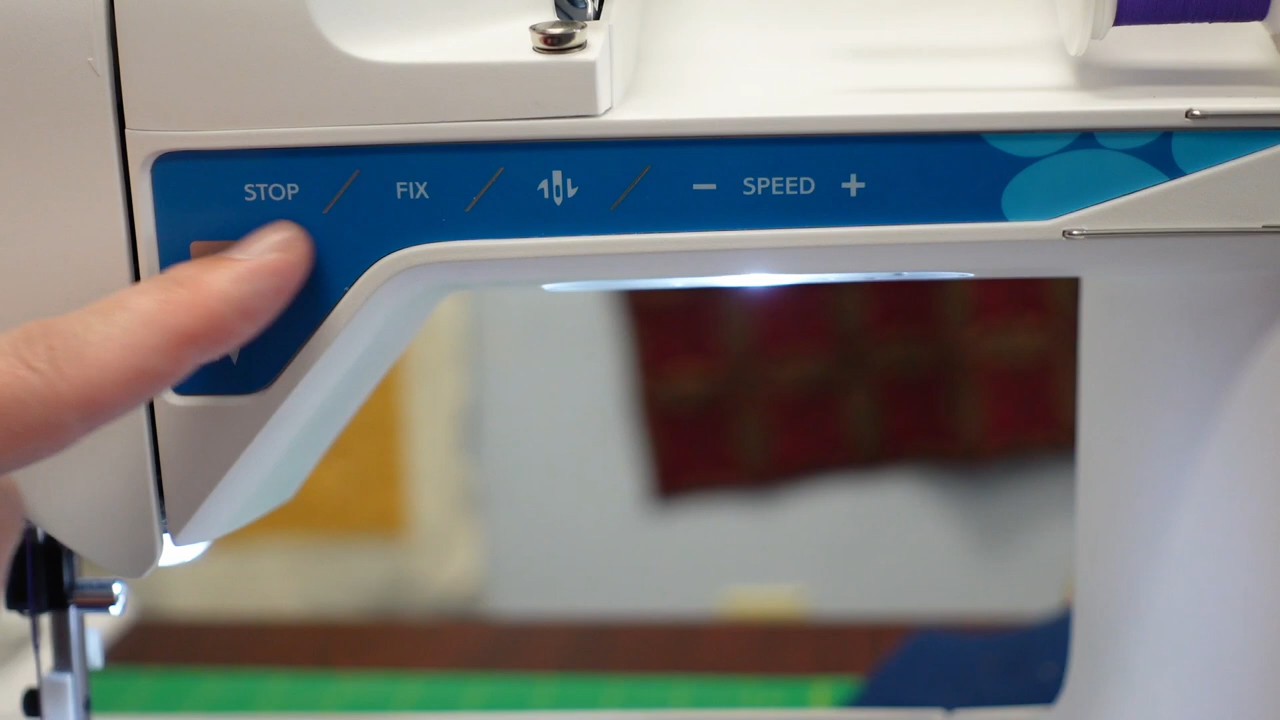 STOP / FIX / / — SPEED +